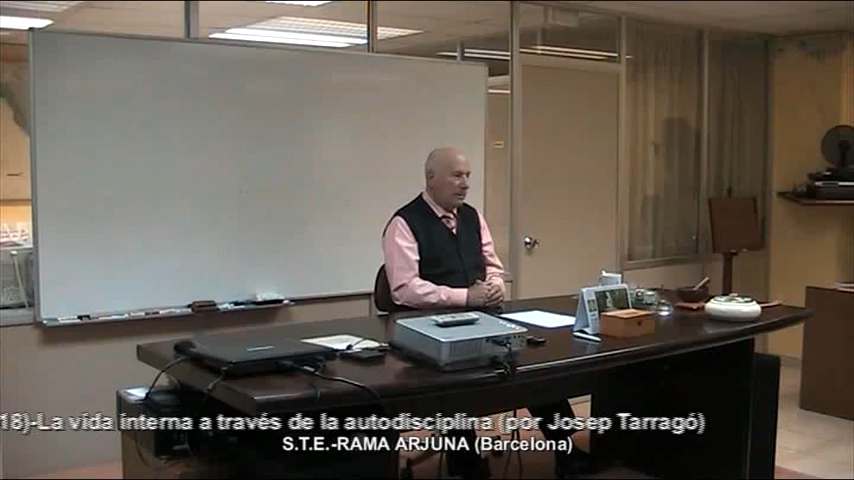 18)-La vida interna a través de la autodisciplina (por Josep Tarragó)
S.T.E.-RAMA ARJUNA (Barcelona)